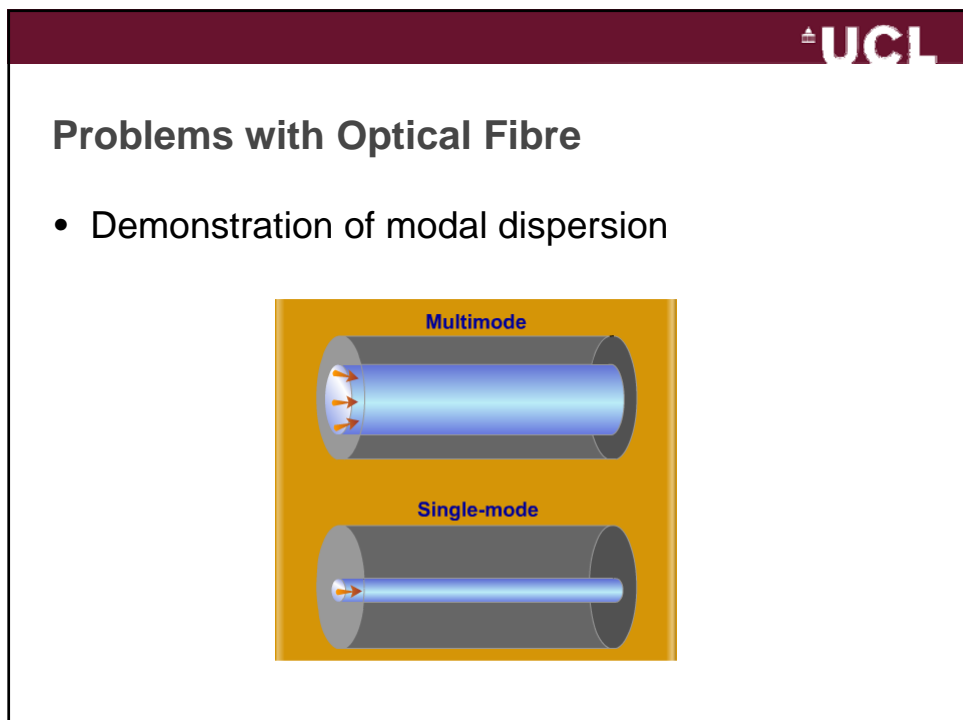 UCL
Problems with Optical Fibre
• Demonstration of modal dispersion
Multimode
Single-mode